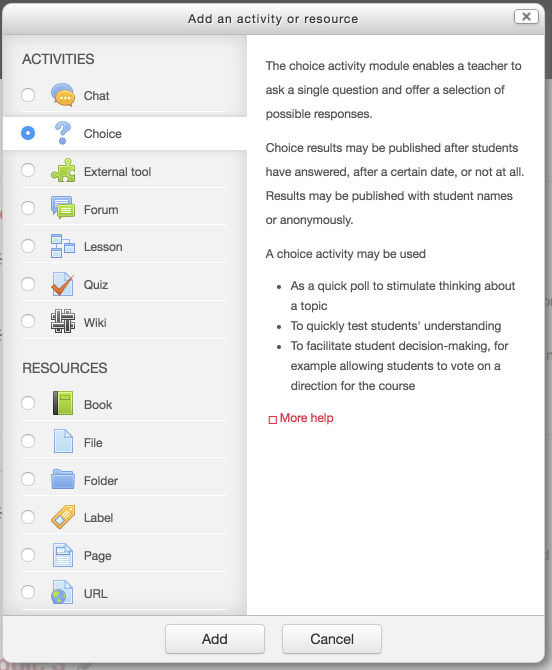 Add an activity or resource
ACTIVITIES
Chat
Choice
External tool
Forum
Lesson
Quiz
Wiki
RESOURCES
Book
File
Folder
Label
Page
URL
The choice activity module enables a teacher to
ask a single question and offer a selection of
possible responses.
Choice results may be published after students
have answered, after a certain date, or not at all.
Results may be published with student names
or anonymously.
A choice activity may be used
• As a quick poll to stimulate thinking about
a topic
• To quickly test students' understanding
• To facilitate student decision-making, for
example allowing students to vote on a
direction for the course
More help
Add
Cancel